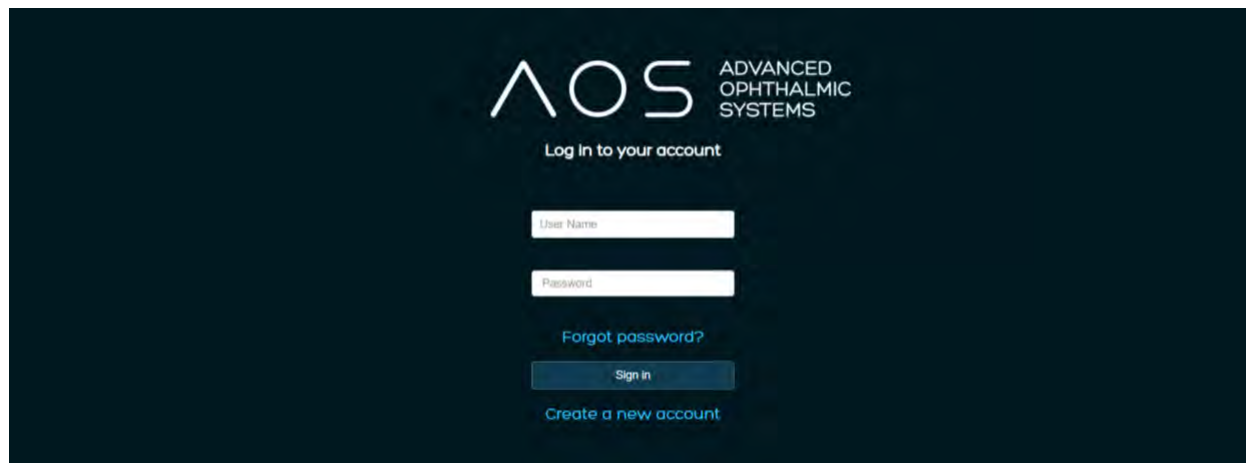 AOS
ADVANCED
OPHTHALMIC
SYSTEMS
Log in to your account
User Name
Password
Forgot password?
Sign in
Create a new account